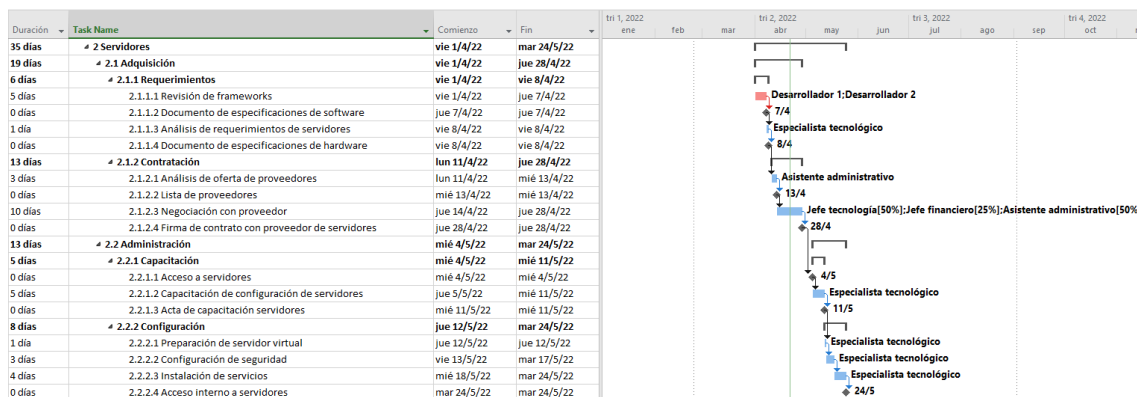 tri 1, 2022 tri 2, 2022 tri 3, 2022 tri 4, 2022
Duración Task Name Comienzo Fin ene feb mar abr may jun jul ago sep oct
35 días 2 Servidores vie 1/4/22 mar 24/5/22
19 días 2.1 Adquisición vie 1/4/22 jue 28/4/22
6 días 2.1.1 Requerimientos vie 1/4/22 vie 8/4/22
5 días 2.1.1.1 Revisión de frameworks vie 1/4/22 jue 7/4/22 Desarrollador 1;Desarrollador 2
0 días 2.1.1.2 Documento de especificaciones de software jue 7/4/22 jue 7/4/22 7/4
1 día 2.1.1.3 Análisis de requerimientos de servidores vie 8/4/22 vie 8/4/22 Especialista tecnológico
0 días 2.1.1.4 Documento de especificaciones de hardware vie 8/4/22 vie 8/4/22 8/4
13 días 2.1.2 Contratación lun 11/4/22 jue 28/4/22
3 días 2.1.2.1 Análisis de oferta de proveedores lun 11/4/22 mié 13/4/22 Asistente administrativo
0 días 2.1.2.2 Lista de proveedores mié 13/4/22 mié 13/4/22 13/4
10 días 2.1.2.3 Negociación con proveedor jue 14/4/22 jue 28/4/22 Jefe tecnología[50%];Jefe financiero[25%];Asistente administrativo[50%
0 días 2.1.2.4 Firma de contrato con proveedor de servidores jue 28/4/22 jue 28/4/22 28/4
13 días 2.2 Administración mié 4/5/22 mar 24/5/22
5 días 2.2.1 Capacitación mié 4/5/22 mié 11/5/22
0 días 2.2.1.1 Acceso a servidores mié 4/5/22 mié 4/5/22 4/5
5 días 2.2.1.2 Capacitación de configuración de servidores jue 5/5/22 mié 11/5/22 Especialista tecnológico
0 días 2.2.1.3 Acta de capacitación servidores mié 11/5/22 mié 11/5/22 11/5
8 días 2.2.2 Configuración jue 12/5/22 mar 24/5/22
1 día 2.2.2.1 Preparación de servidor virtual jue 12/5/22 jue 12/5/22 Especialista tecnológico
3 días 2.2.2.2 Configuración de seguridad vie 13/5/22 mar 17/5/22 Especialista tecnológico
4 días 2.2.2.3 Instalación de servicios mié 18/5/22 mar 24/5/22 Especialista tecnológico
0 días 2.2.2.4 Acceso interno a servidores mar 24/5/22 mar 24/5/22 24/5